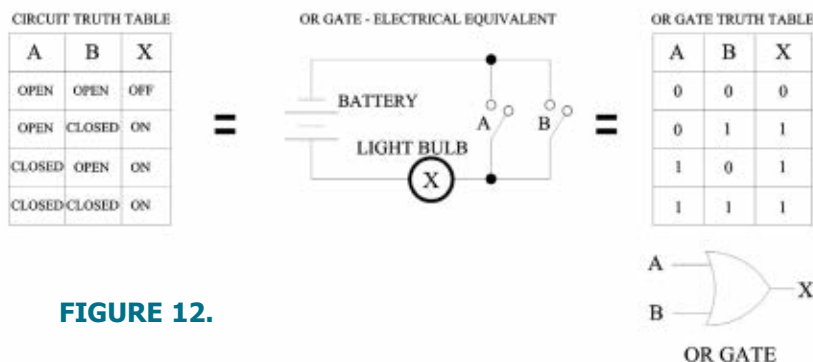 CIRCUIT TRUTH TABLE
A B X
OPEN OPEN OFF
OPEN CLOSED ON
CLOSED OPEN ON
CLOSED CLOSED ON
=
OR GATE - ELECTRICAL EQUIVALENT
BATTERY
A
B
LIGHT BULB
X
=
OR GATE TRUTH TABLE
A B X
0 0 0
0 1 1
1 0 1
1 1 1
A
B
X
OR GATE
FIGURE 12.